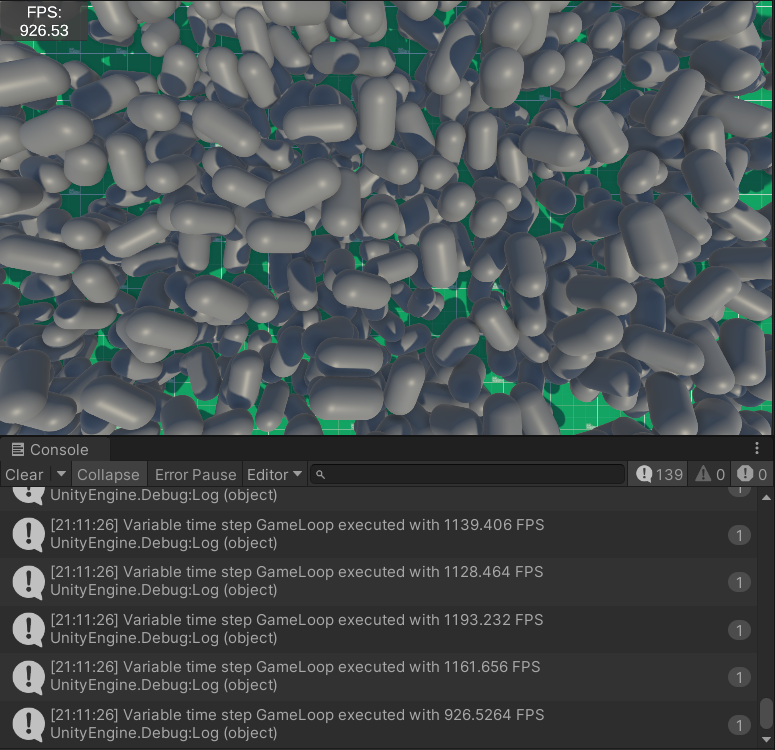 FPS:
926.53
Console
Clear Collapse Error Pause Editor 139 0 0
UnityEngine.Debug:Log (object) 1
[21:11:26] Variable time step GameLoop executed with 1139.406 FPS
UnityEngine.Debug:Log (object) 1
[21:11:26] Variable time step GameLoop executed with 1128.464 FPS
UnityEngine.Debug:Log (object) 1
[21:11:26] Variable time step GameLoop executed with 1193.232 FPS
UnityEngine.Debug:Log (object) 1
[21:11:26] Variable time step GameLoop executed with 1161.656 FPS
UnityEngine.Debug:Log (object) 1
[21:11:26] Variable time step GameLoop executed with 926.5264 FPS
UnityEngine.Debug:Log (object) 1